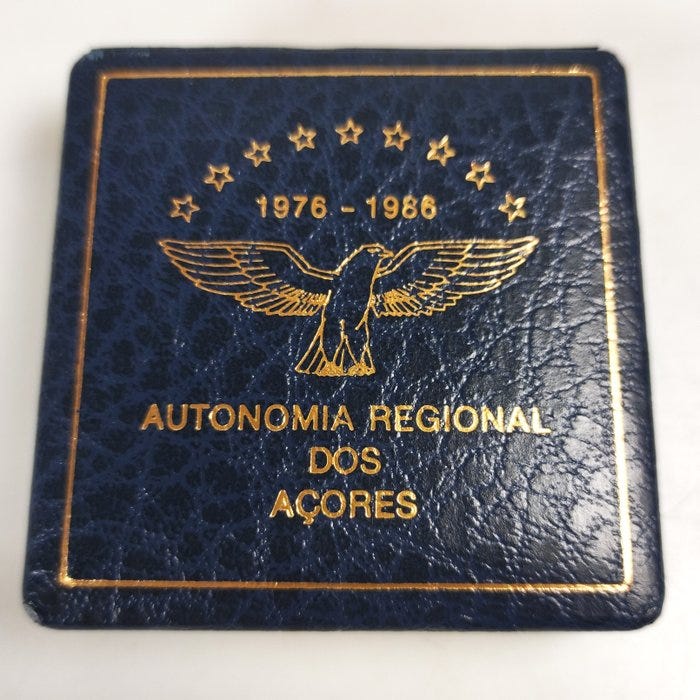 1976 - 1986
AUTONOMIA REGIONAL
DOS
AÇORES